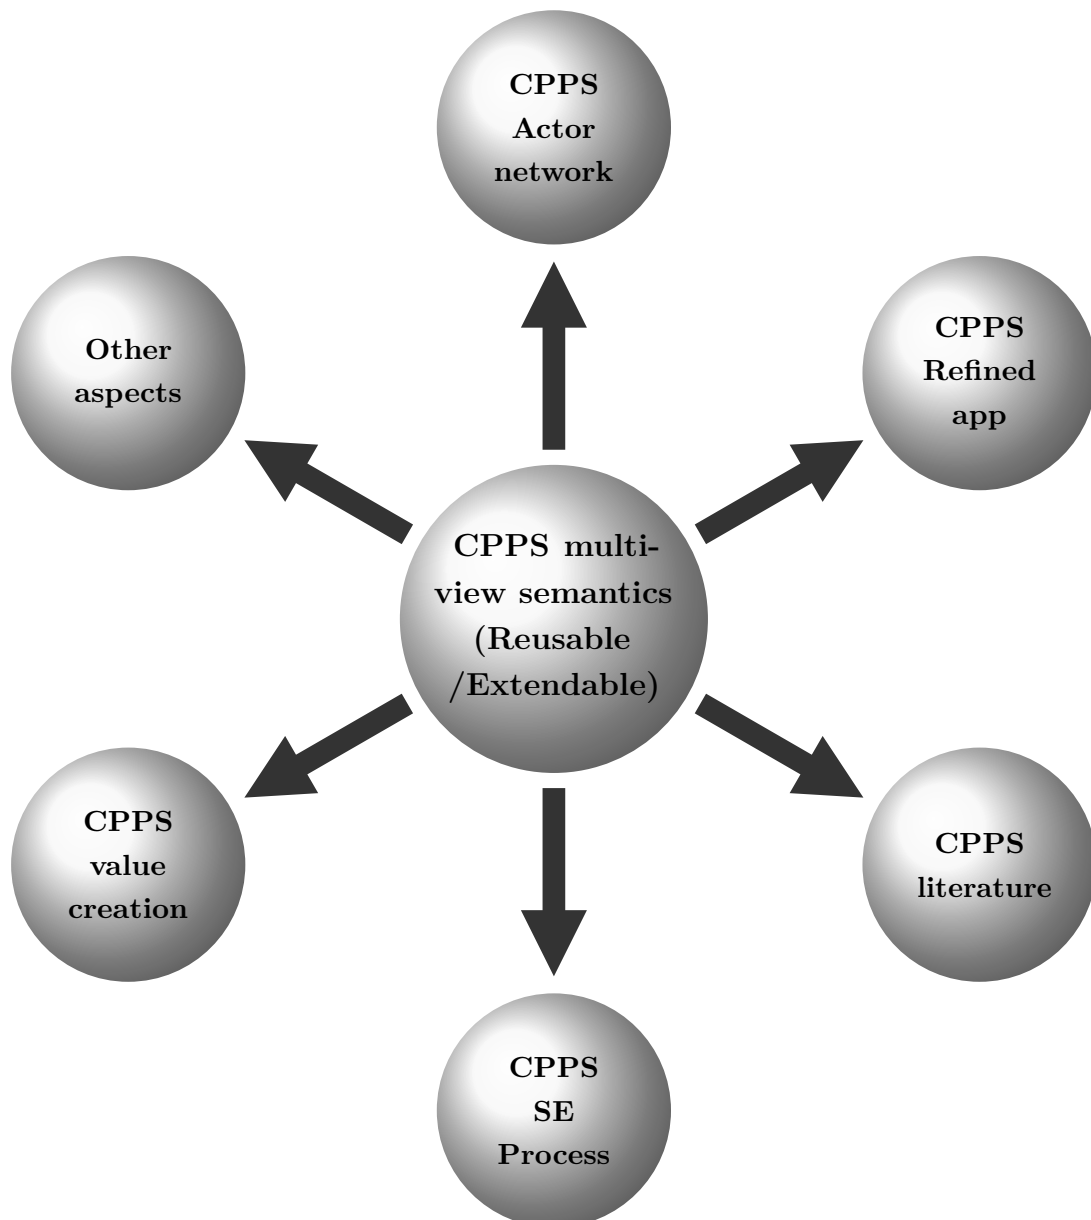 CPPS
Actor
network
Other
aspects
CPPS
Refined
app
CPPS multi-
view semantics
(Reusable
/Extendable)
CPPS
value
creation
CPPS
literature
CPPS
SE
Process